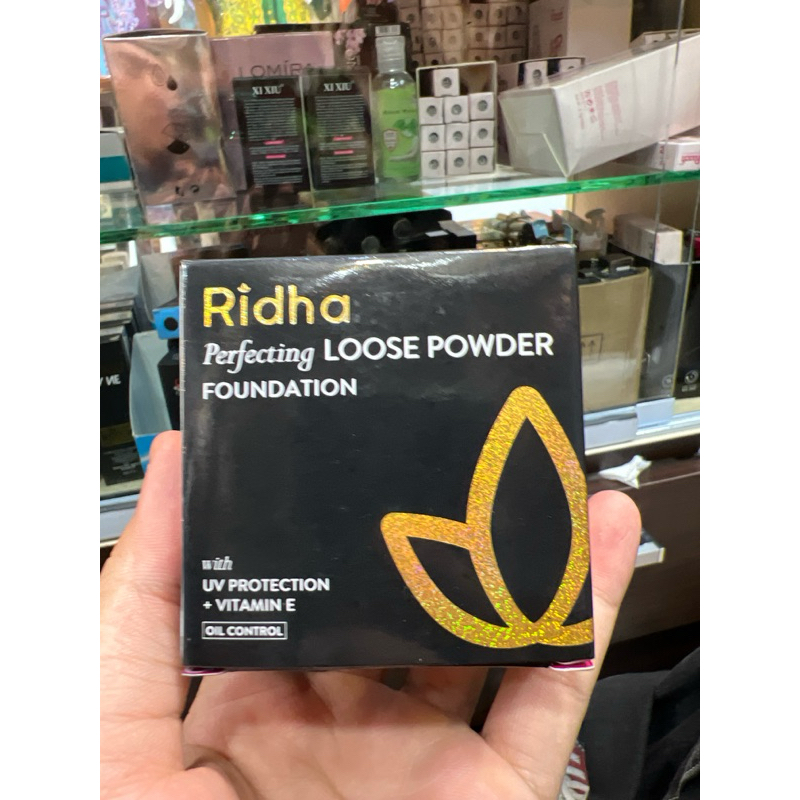 LOMIRA
XI XIU
XI XIU
Ridha
Perfecting LOOSE POWDER
FOUNDATION
with
UV PROTECTION
+ VITAMIN E
OIL CONTROL